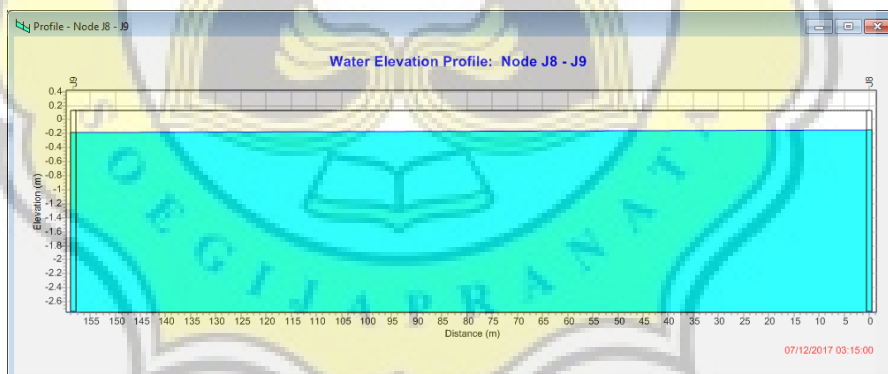 Profile - Node J8 - J9
Water Elevation Profile: Node J8 - J9
J9
J8
0.4
0.2
0
-0.2
-0.4
-0.6
-0.8
-1
-1.2
-1.4
-1.6
-1.8
-2
-2.2
-2.4
-2.6
Elevation (m)
155 150 145 140 135 130 125 120 115 110 105 100 95 90 85 80 75 70 65 60 55 50 45 40 35 30 25 20 15 10 5 0
Distance (m)
07/12/2017 03:15:00
S O E G I J A P R A N A T A